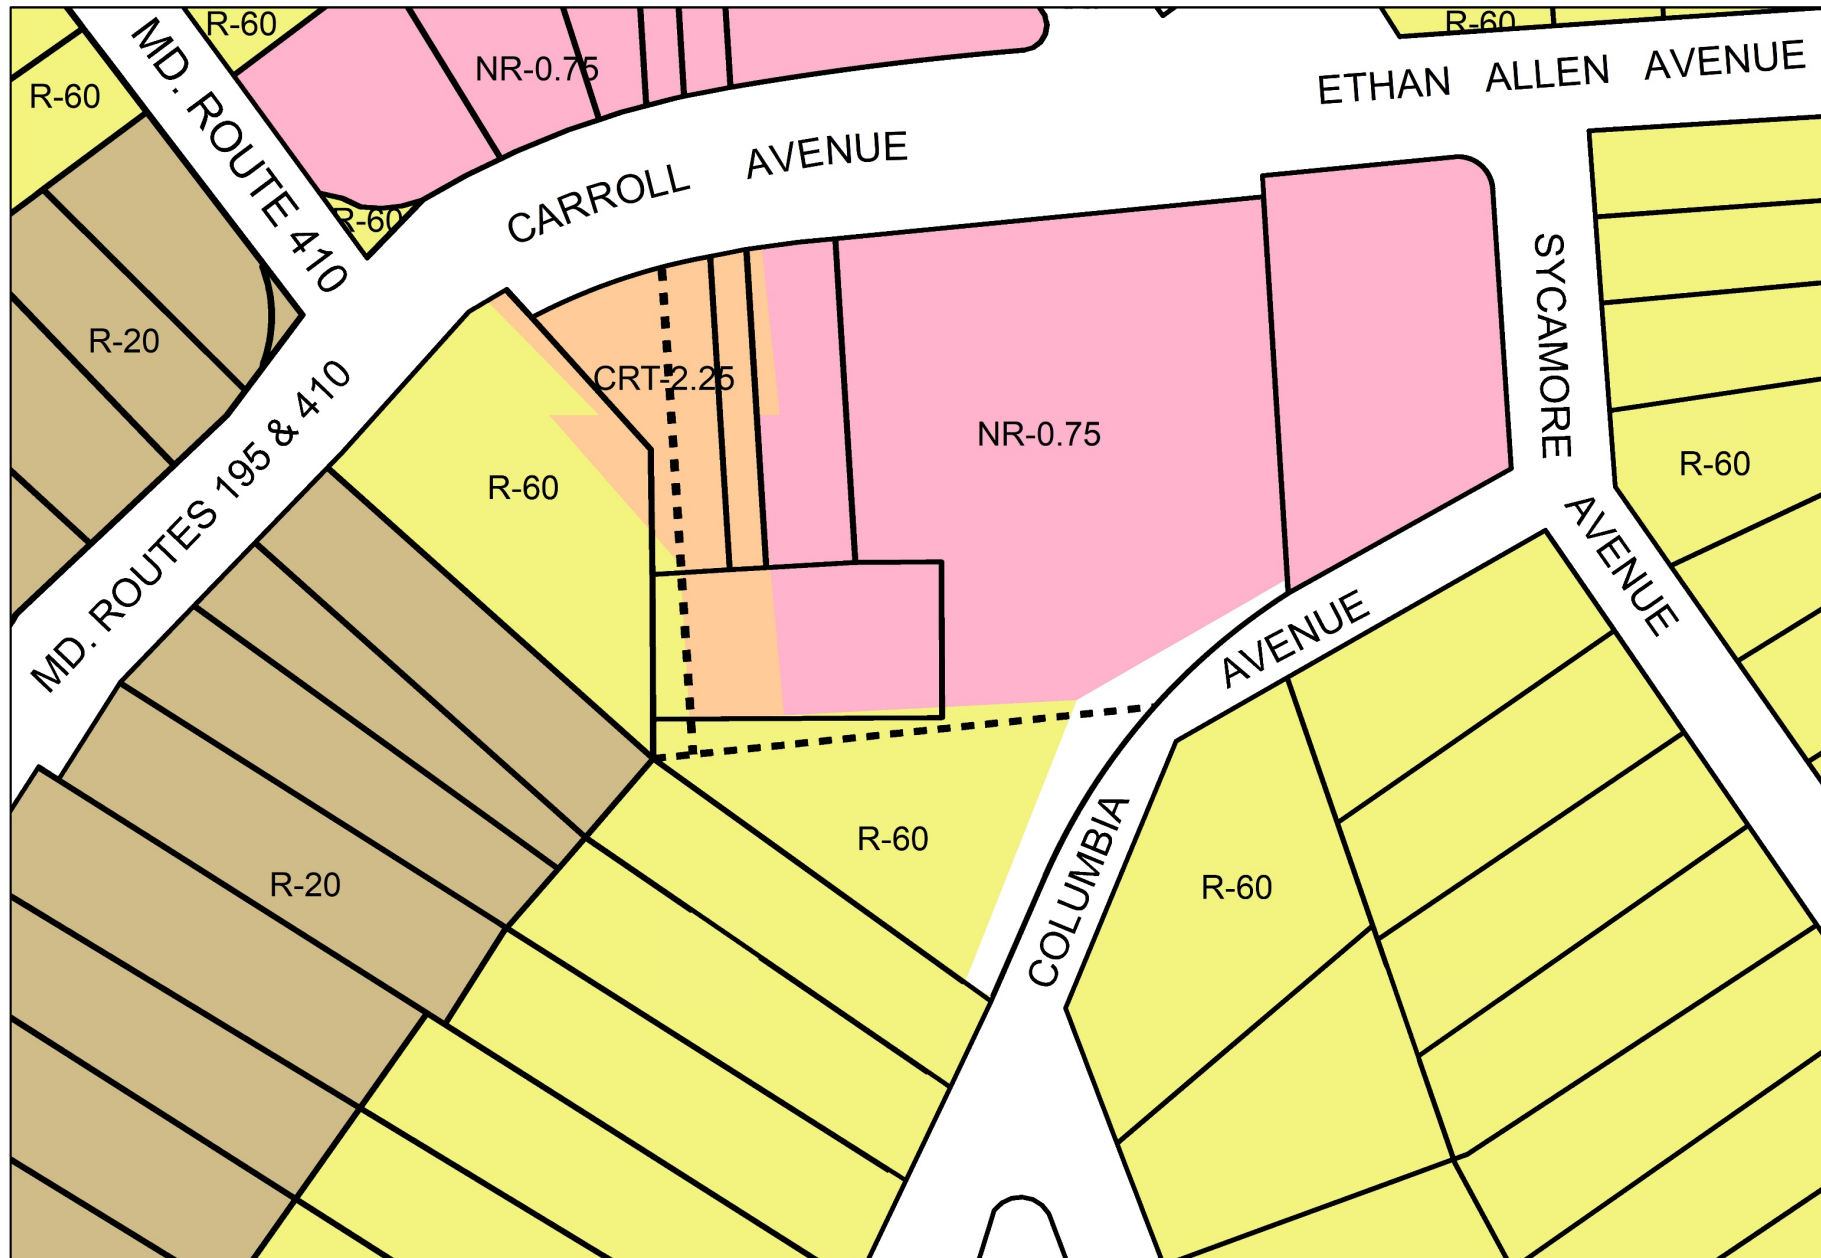 R-60
R-60
R-60
MD. ROUTE 410
NR-0.75
ETHAN ALLEN AVENUE
CARROLL AVENUE
R-60
R-20
SYCAMORE AVENUE
CRT-2.25
NR-0.75
R-60
R-60
MD. ROUTES 195 & 410
COLUMBIA AVENUE
R-60
R-60
R-20